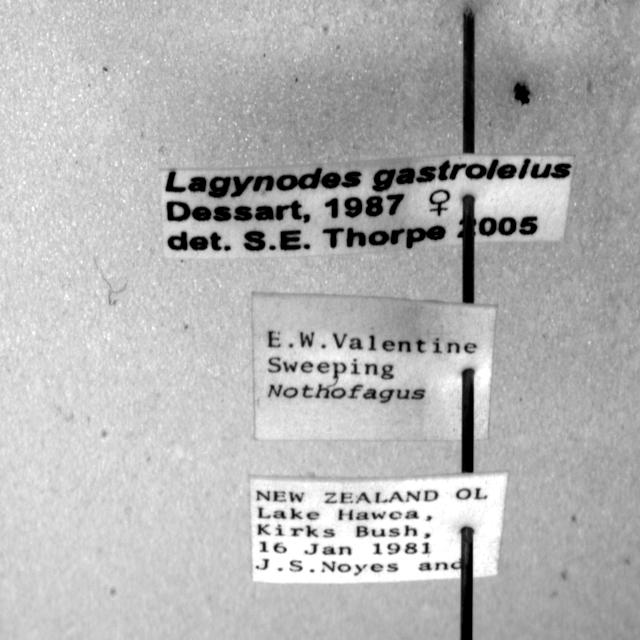 Lagynodes gastroleius
Dessart, 1987 ♀
det. S.E. Thorpe 2005
E.W.Valentine
Sweeping
Nothofagus
NEW ZEALAND OL
Lake Hawea,
Kirks Bush,
16 Jan 1981
J.S.Noyes and